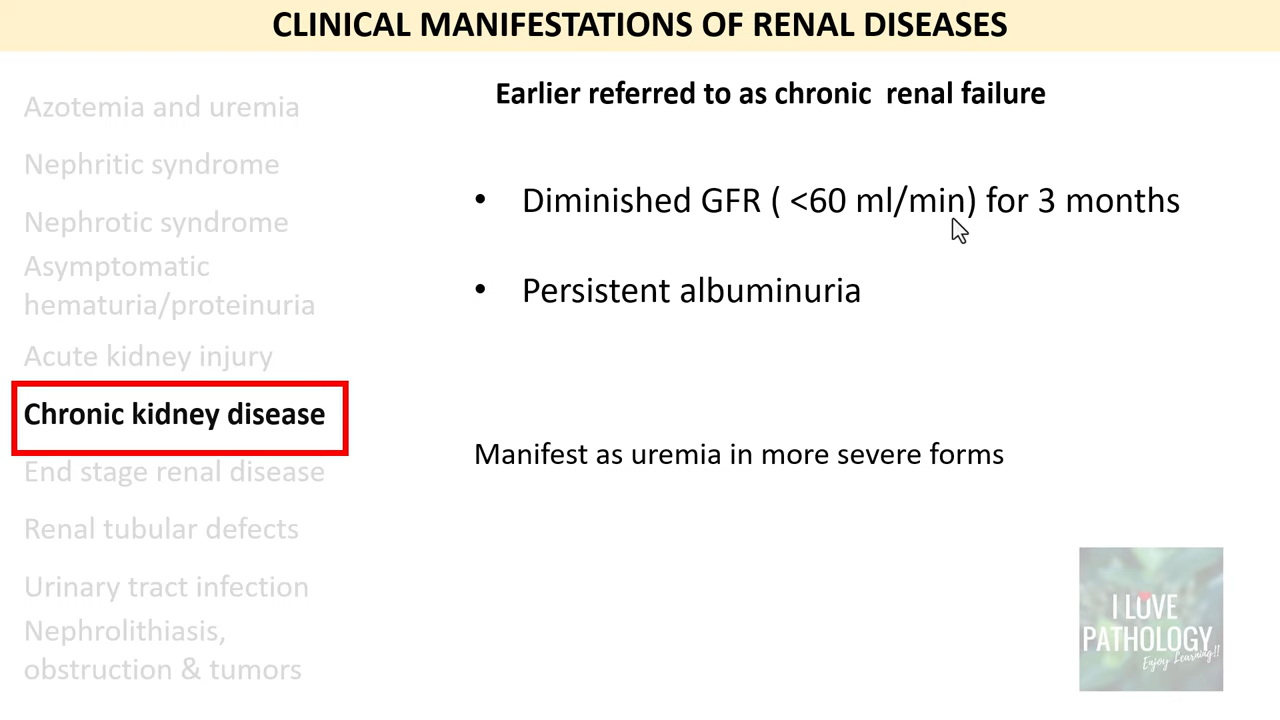 CLINICAL MANIFESTATIONS OF RENAL DISEASES
Azotemia and uremia
Nephritic syndrome
Nephrotic syndrome
Asymptomatic
hematuria/proteinuria
Acute kidney injury
Chronic kidney disease
End stage renal disease
Renal tubular defects
Urinary tract infection
Nephrolithiasis,
obstruction & tumors
Earlier referred to as chronic  renal failure
• Diminished GFR ( <60 ml/min) for 3 months
• Persistent albuminuria
Manifest as uremia in more severe forms
I LOVE
PATHOLOGY
Enjoy Learning!!